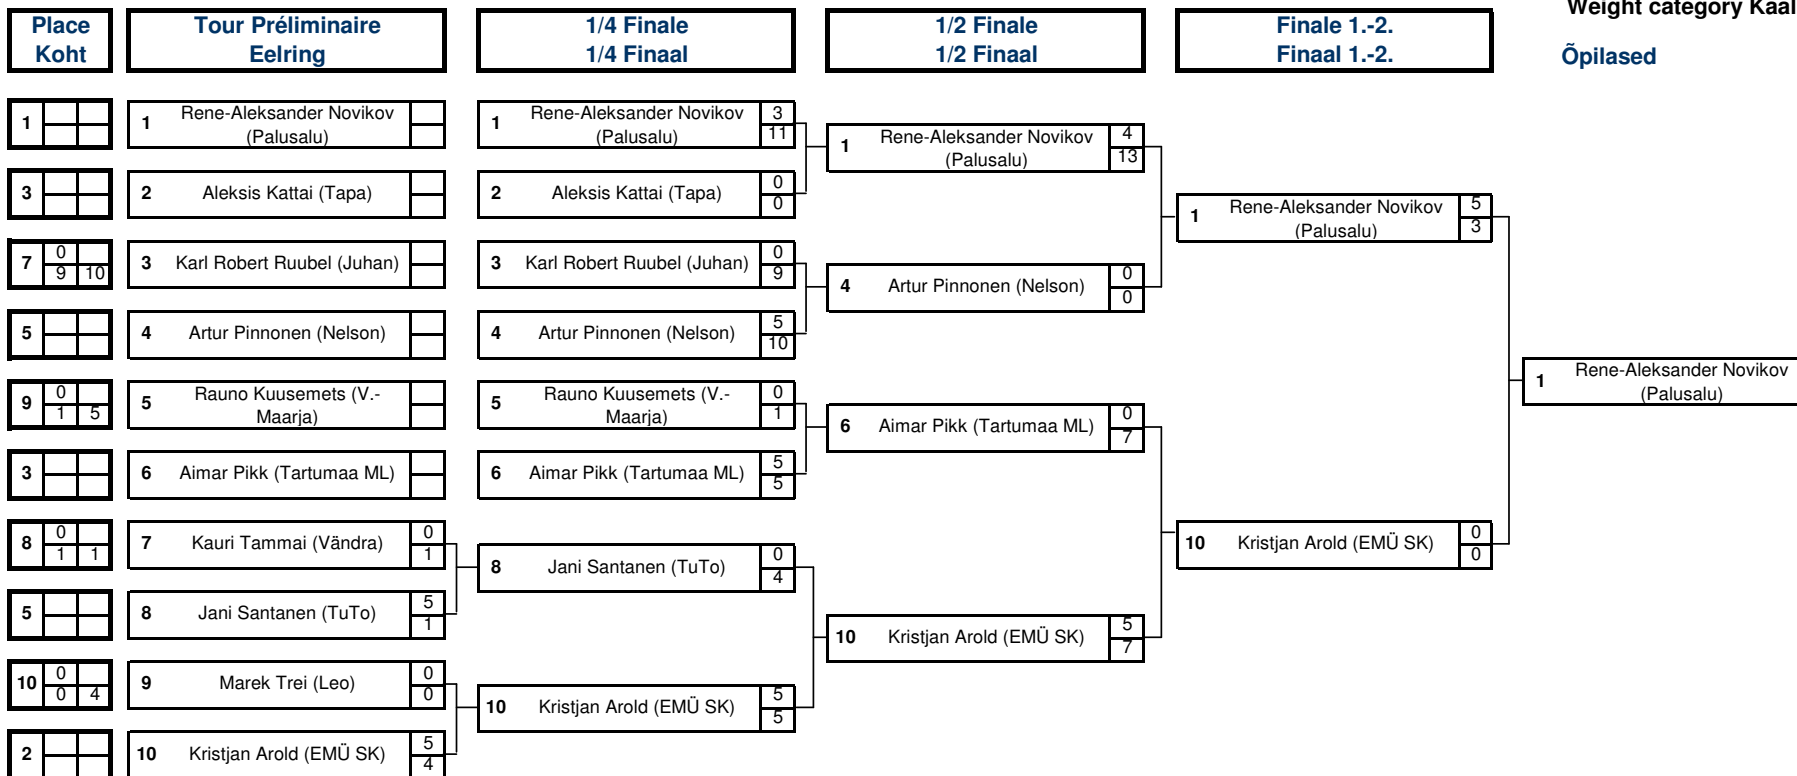 Weight category Kaal
Place Tour Préliminaire 1/4 Finale 1/2 Finale Finale 1.-2.
Koht Eelring 1/4 Finaal 1/2 Finaal Finaal 1.-2.
Õpilased
1
1 Rene-Aleksander Novikov
(Palusalu)
1 Rene-Aleksander Novikov 3
(Palusalu) 11
1 Rene-Aleksander Novikov 4
(Palusalu) 13
3
2 Aleksis Kattai (Tapa)
2 Aleksis Kattai (Tapa) 0
0
1 Rene-Aleksander Novikov 5
(Palusalu) 3
7 0
9 10
3 Karl Robert Ruubel (Juhan)
3 Karl Robert Ruubel (Juhan) 0
9
4 Artur Pinnonen (Nelson) 0
0
5
4 Artur Pinnonen (Nelson)
4 Artur Pinnonen (Nelson) 5
10
1 Rene-Aleksander Novikov
(Palusalu)
9 0
1 5
5 Rauno Kuusemets (V.-
Maarja)
5 Rauno Kuusemets (V.- 0
Maarja) 1
6 Aimar Pikk (Tartumaa ML) 0
7
3
6 Aimar Pikk (Tartumaa ML)
6 Aimar Pikk (Tartumaa ML) 5
5
8 0
1 1
7 Kauri Tammai (Vändra) 0
1
8 Jani Santanen (TuTo) 0
4
10 Kristjan Arold (EMÜ SK) 0
0
5
8 Jani Santanen (TuTo) 5
1
10 Kristjan Arold (EMÜ SK) 5
7
10 0
0 4
9 Marek Trei (Leo) 0
0
10 Kristjan Arold (EMÜ SK) 5
5
2
10 Kristjan Arold (EMÜ SK) 5
4